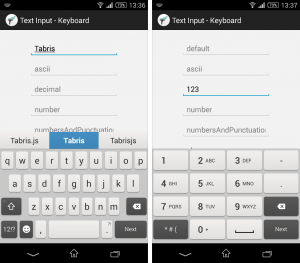 13:36
Text Input - Keyboard
Tabris
ascii
decimal
number
numbersAndPunctuation
Tabris.js Tabris Tabrisjs
q w e r t y u i o p
a s d f g h j k l
z x c v b n m
12!? , . Next
13:37
Text Input - Keyboard
default
ascii
123
number
numbersAndPunctuation
1 2 ABC 3 DEF -
4 GHI 5 JKL 6 MNO .
7 PQRS 8 TUV 9 WXYZ
* # ( 0 + Next